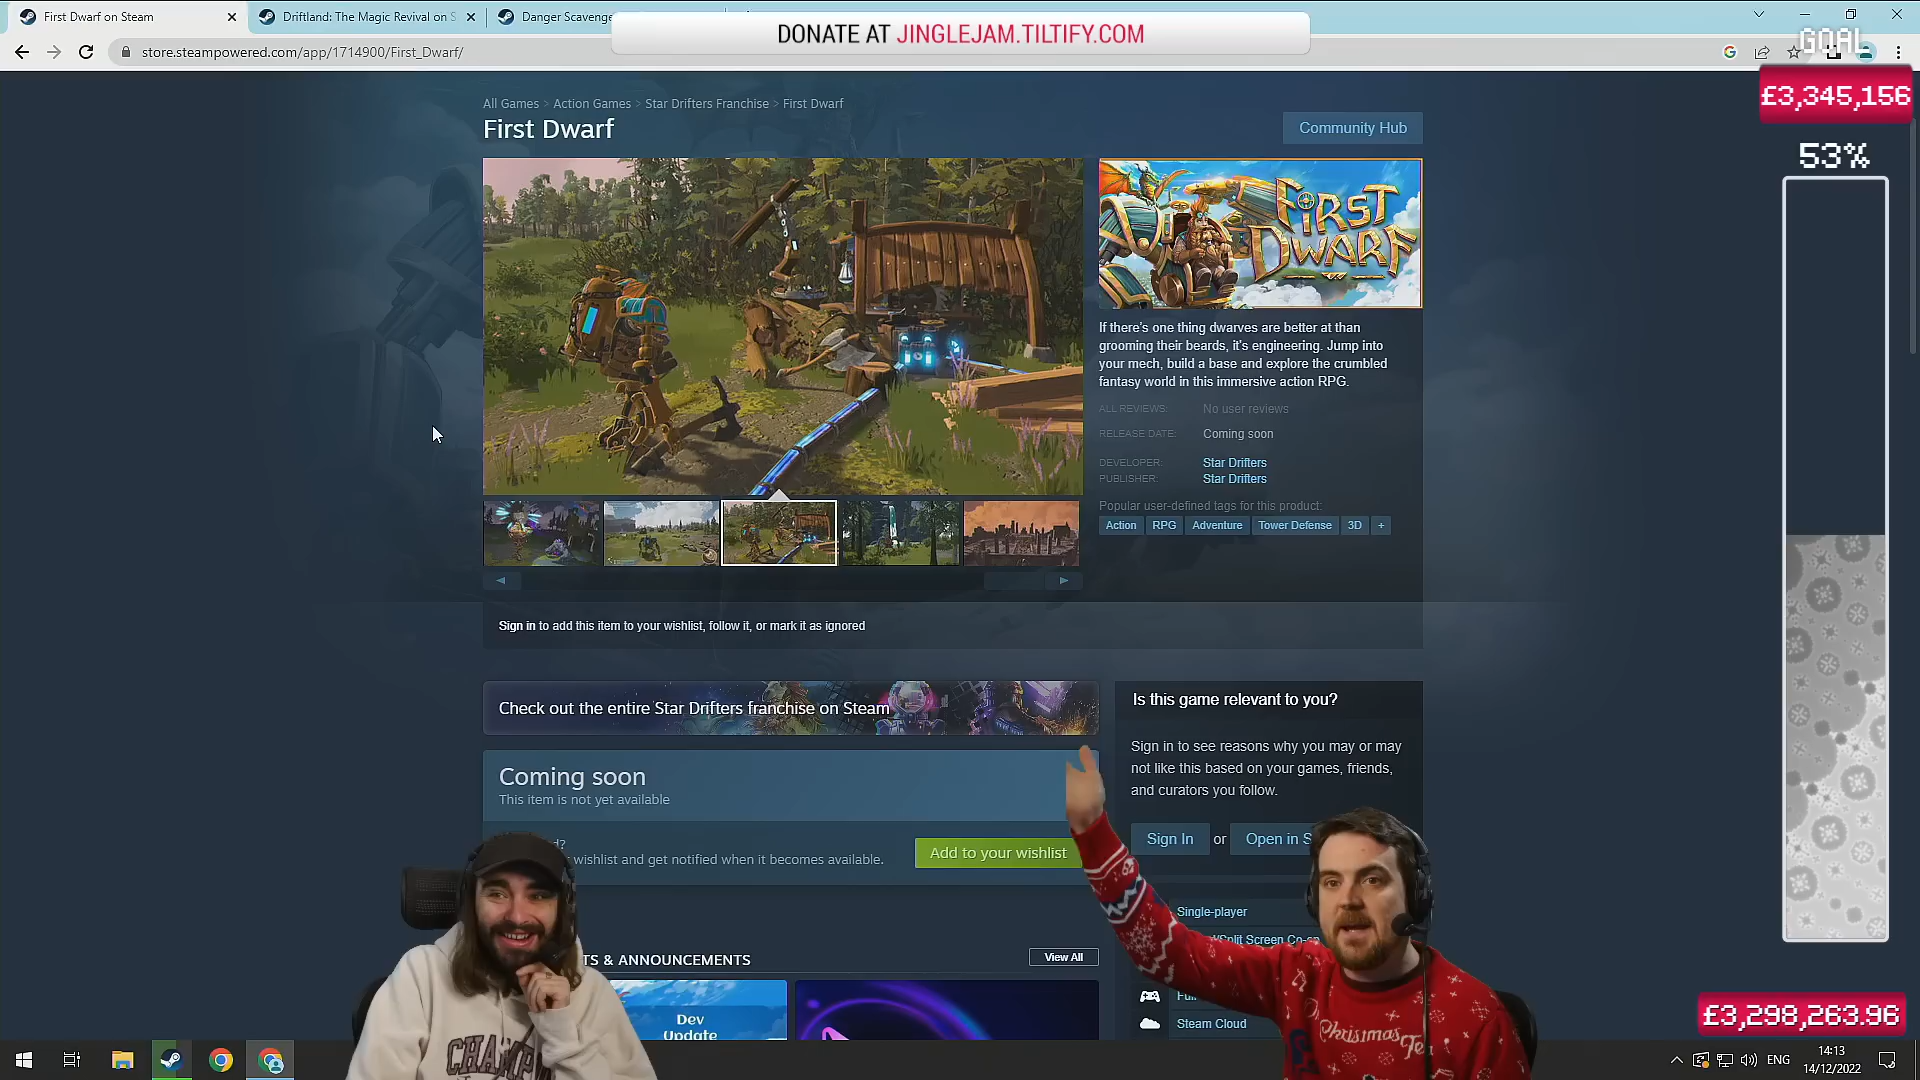 First Dwarf on Steam
Driftland: The Magic Revival on S
Danger Scavenge
DONATE AT JINGLEJAM.TILTIFY.COM
store.steampowered.com/app/1714900/First_Dwarf/
GOAL
£3,345,156
53%
All Games > Action Games > Star Drifters Franchise > First Dwarf
First Dwarf
Community Hub
FIRST DWARF
If there's one thing dwarves are better at than
grooming their beards, it's engineering. Jump into
your mech, build a base and explore the crumbled
fantasy world in this immersive action RPG.
ALL REVIEWS: No user reviews
RELEASE DATE: Coming soon
DEVELOPER: Star Drifters
PUBLISHER: Star Drifters
Popular user-defined tags for this product:
Action RPG Adventure Tower Defense 3D +
Sign in to add this item to your wishlist, follow it, or mark it as ignored
Check out the entire Star Drifters franchise on Steam
Is this game relevant to you?
Sign in to see reasons why you may or may
not like this based on your games, friends,
and curators you follow.
Sign In or Open in S
Coming soon
This item is not yet available
d?
wishlist and get notified when it becomes available.
Add to your wishlist
Single-player
/Split Screen Co-op
Full
Steam Cloud
TS & ANNOUNCEMENTS
View All
Dev
Update
CHAMP
Christmas
£3,298,263.96
ENG
14:13
14/12/2022